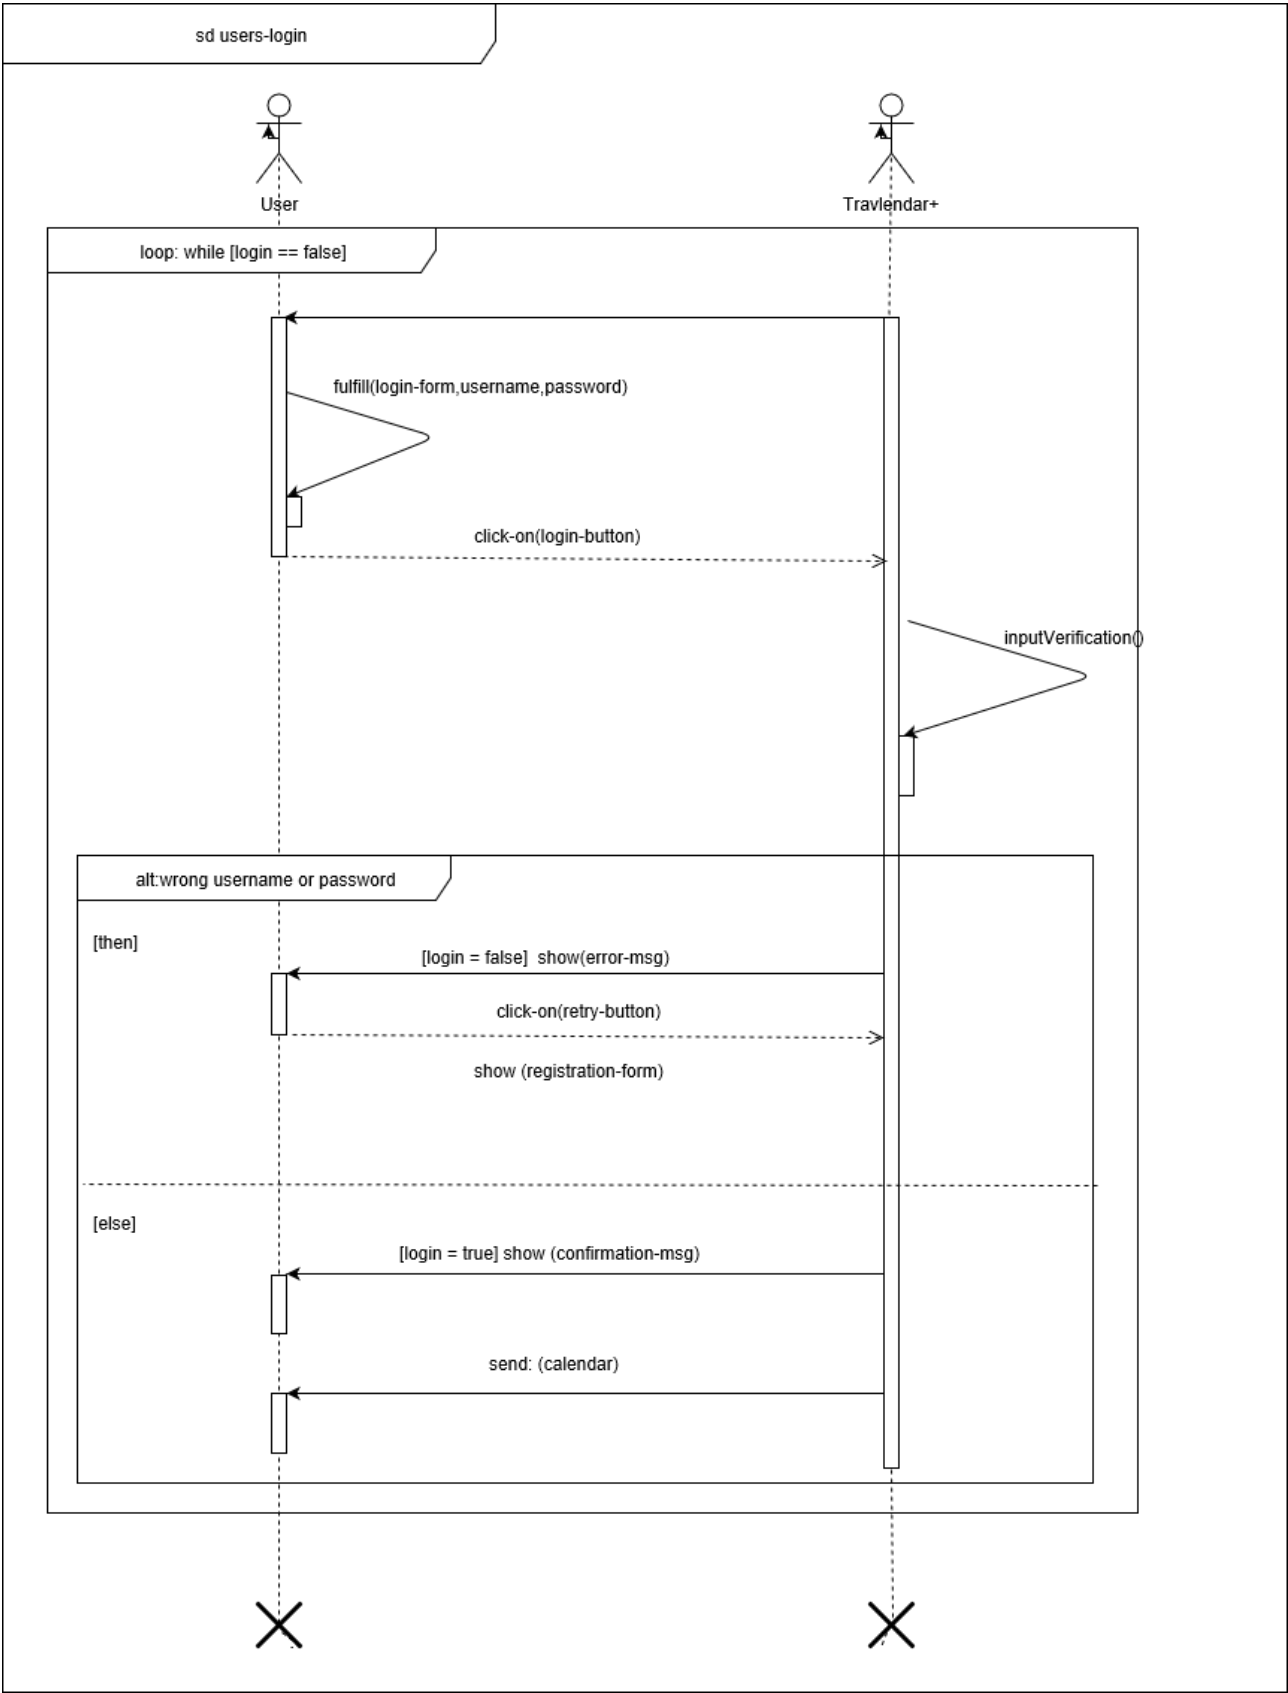 sd users-login
User
Travlendar+
loop: while [login == false]
fulfill(login-form,username,password)
click-on(login-button)
inputVerification()
alt:wrong username or password
[then]
[login = false]  show(error-msg)
click-on(retry-button)
show (registration-form)
[else]
[login = true] show (confirmation-msg)
send: (calendar)